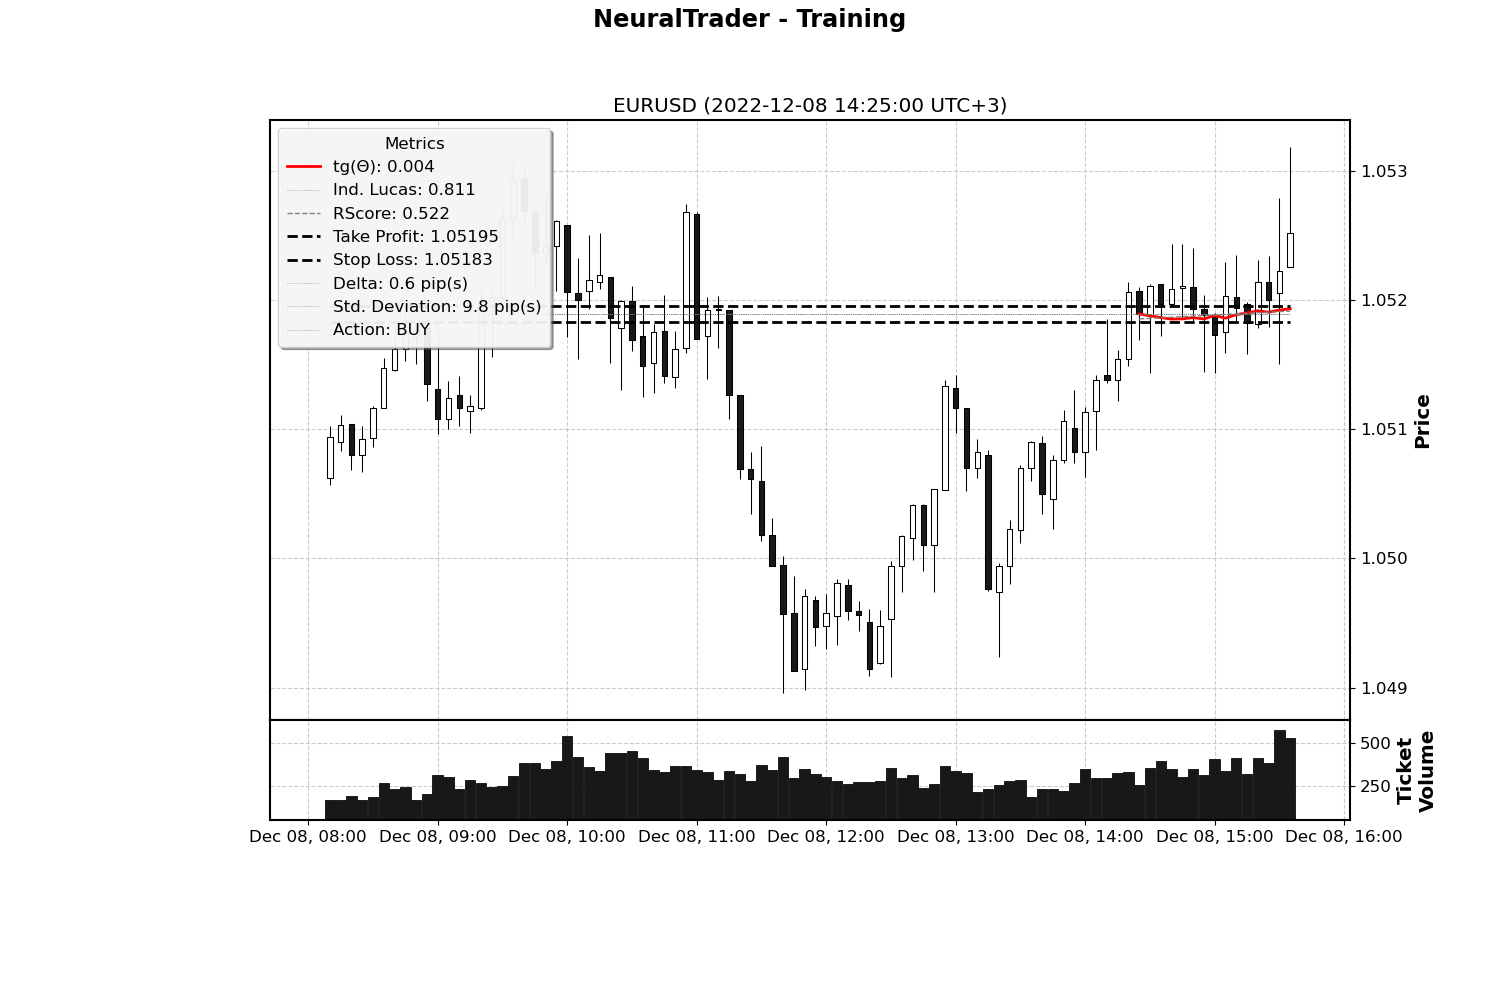 NeuralTrader - Training
EURUSD (2022-12-08 14:25:00 UTC+3)
Metrics
tg(Θ): 0.004
Ind. Lucas: 0.811
RScore: 0.522
Take Profit: 1.05195
Stop Loss: 1.05183
Delta: 0.6 pip(s)
Std. Deviation: 9.8 pip(s)
Action: BUY
1.053
1.052
1.051
1.050
1.049
Price
500
250
Ticket
Volume
Dec 08, 08:00 Dec 08, 09:00 Dec 08, 10:00 Dec 08, 11:00 Dec 08, 12:00 Dec 08, 13:00 Dec 08, 14:00 Dec 08, 15:00 Dec 08, 16:00